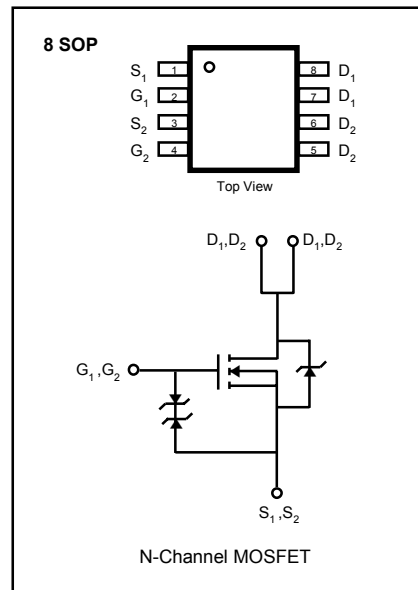 8 SOP
S1 1 8 D1
G1 2 7 D1
S2 3 6 D2
G2 4 5 D2
Top View
D1,D2 D1,D2
G1 ,G2
S1 ,S2
N-Channel MOSFET